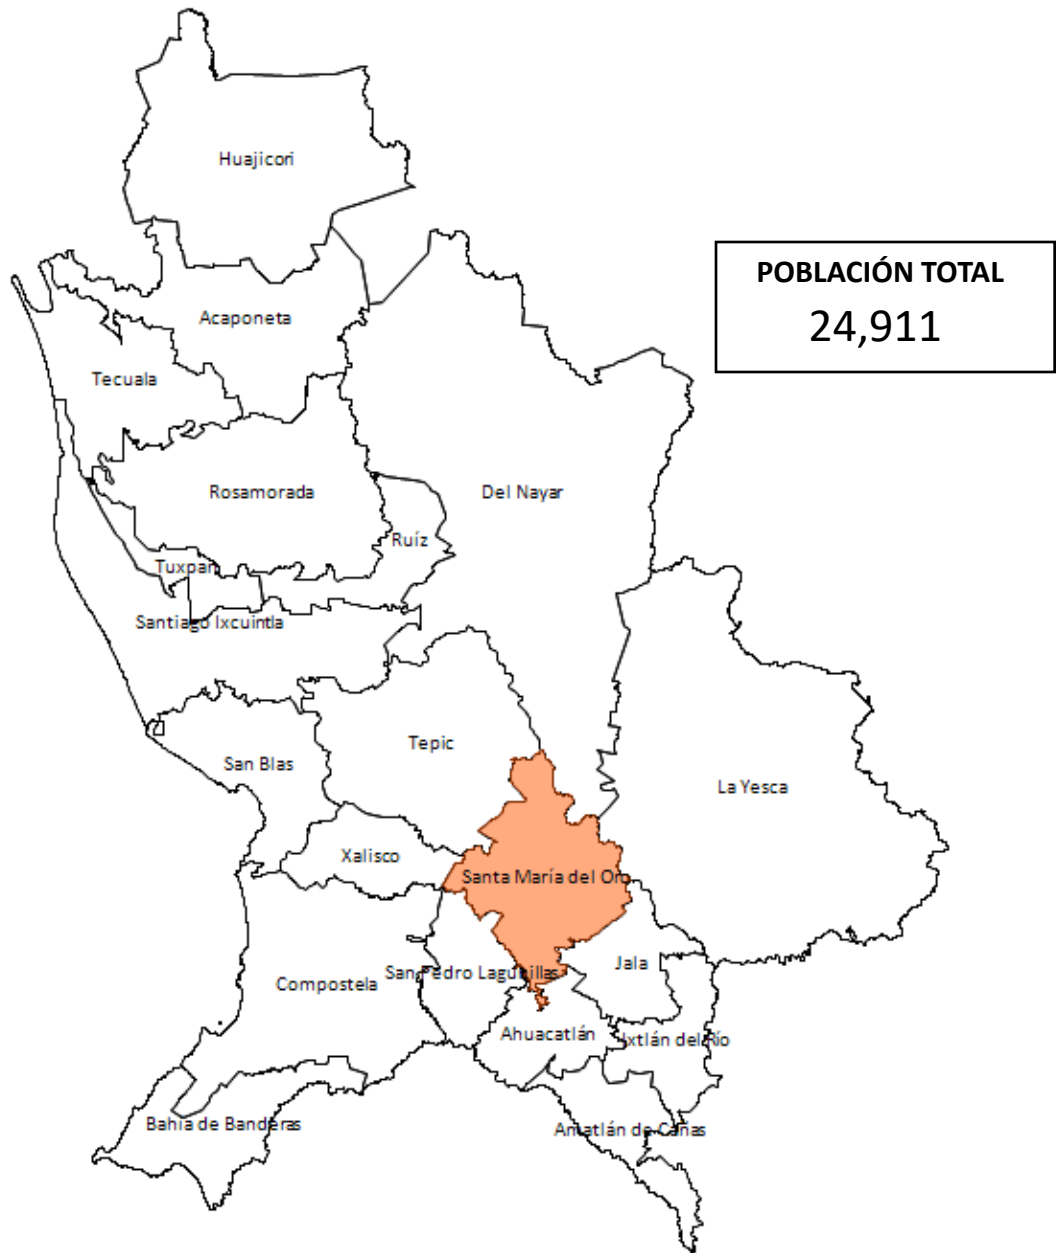 Huajicori
POBLACIÓN TOTAL
24,911
Acaponeta
Tecuala
Rosamorada
Del Nayar
Ruíz
Tuxpan
Santiago Ixcuintla
Tepic
San Blas
La Yesca
Xalisco
Santa María del Oro
San Pedro Lagunillas
Jala
Compostela
Ahuacatlán
Ixtlán del Río
Bahía de Banderas
Amatlán de Cañas